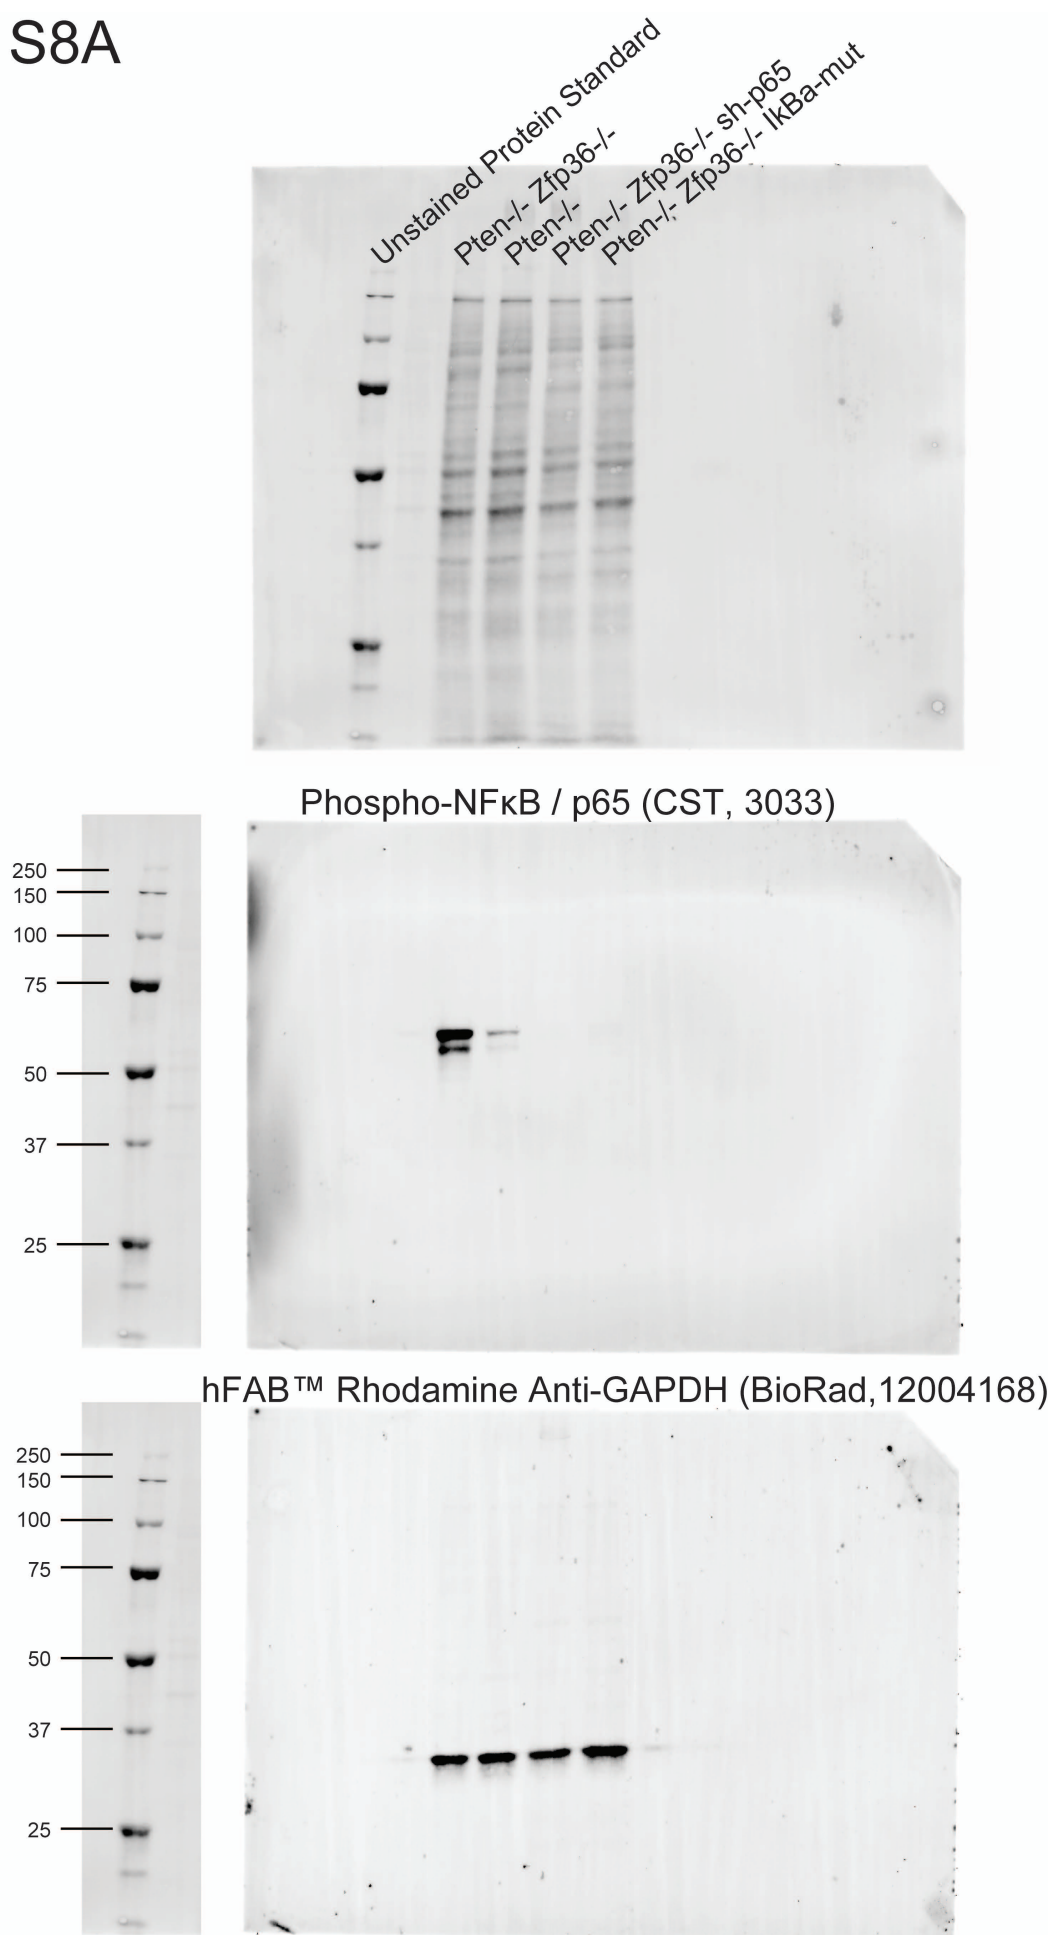 S8A
Unstained Protein Standard
Pten-/- Zfp36-/-
Pten-/-
Pten-/- Zfp36-/- sh-p65
Pten-/- Zfp36-/- IkBa-mut
Phospho-NFκB / p65 (CST, 3033)
250
150
100
75
50
37
25
hFAB™ Rhodamine Anti-GAPDH (BioRad,12004168)
250
150
100
75
50
37
25